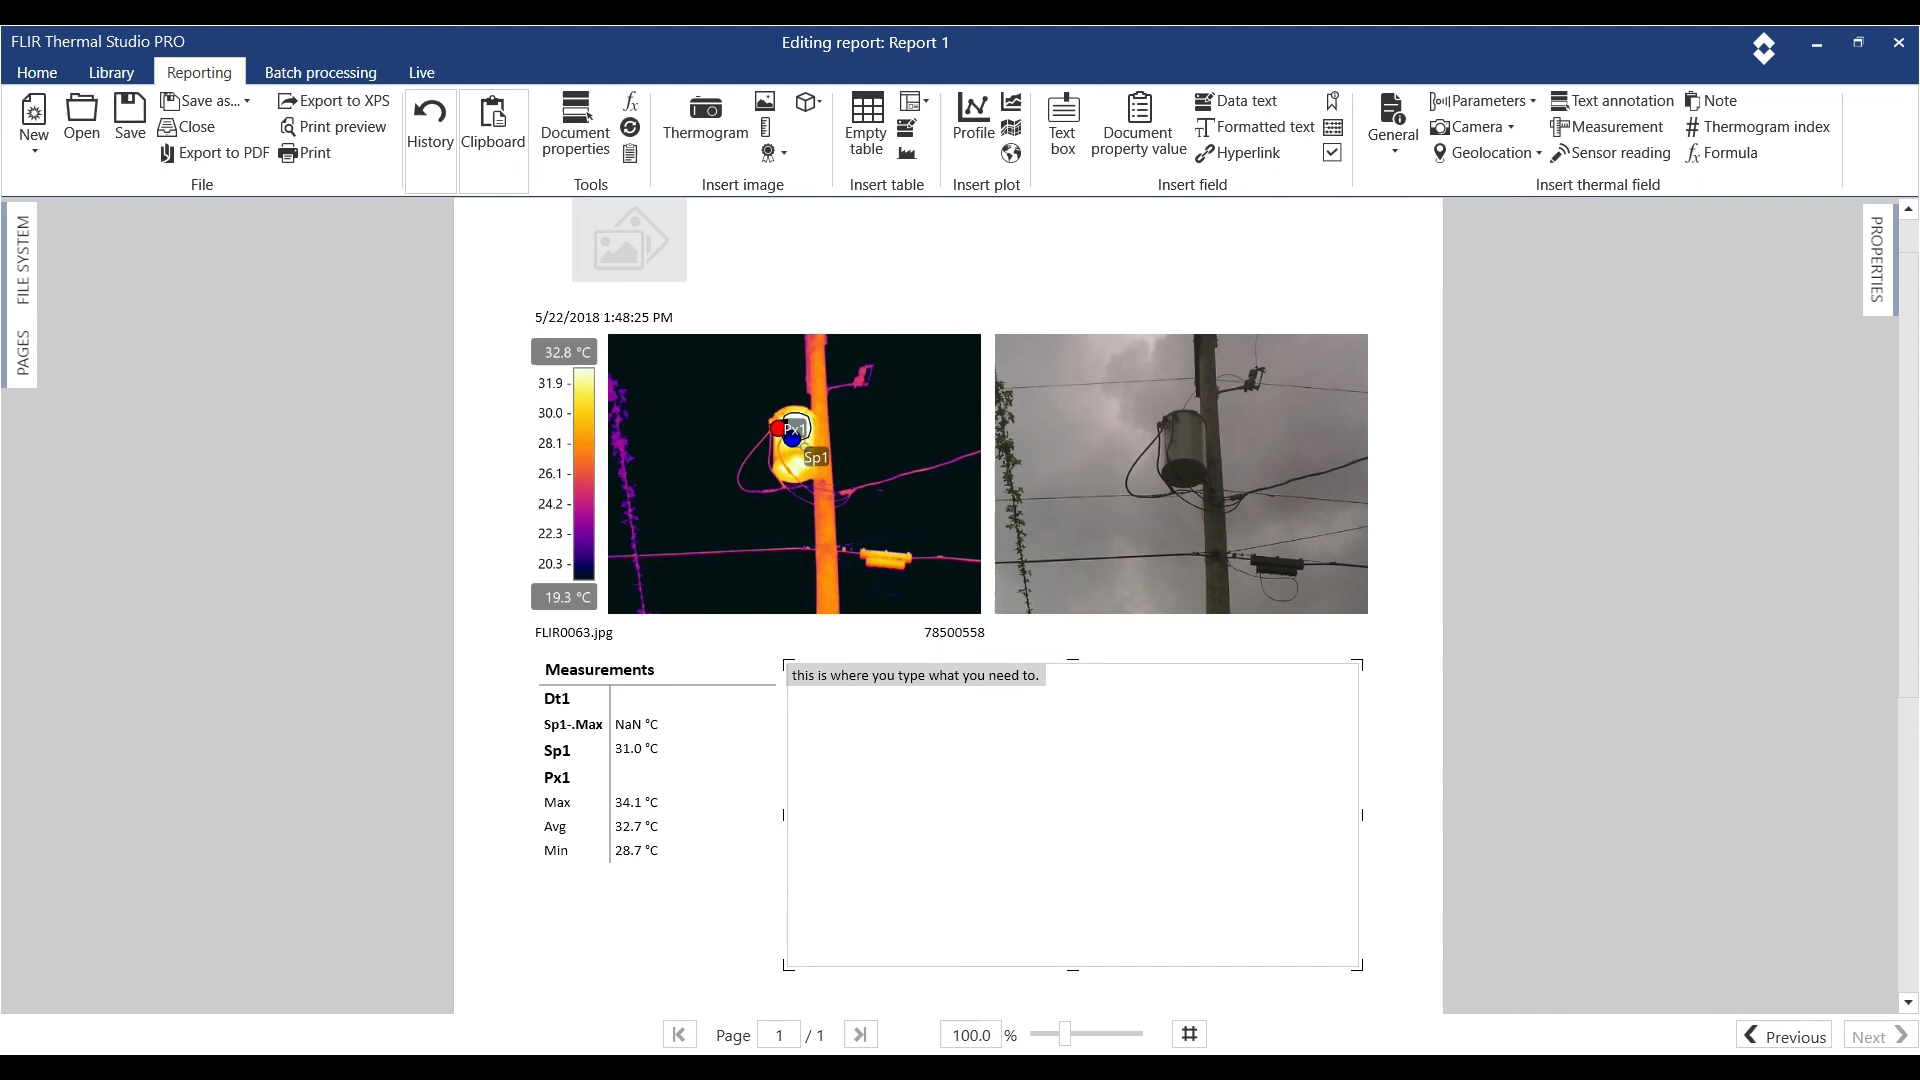 FLIR Thermal Studio PRO
Editing report: Report 1
Home Library Reporting Batch processing Live
New
Open
Save
Save as...
Close
Export to PDF
Export to XPS
Print preview
Print
File
History
Clipboard
Document properties
Tools
Thermogram
Insert image
Empty table
Insert table
Profile
Insert plot
Text box
Document property value
Data text
Formatted text
Hyperlink
Insert field
General
Parameters
Camera
Geolocation
Text annotation
Measurement
Sensor reading
Note
# Thermogram index
Formula
Insert thermal field
FILE SYSTEM
PAGES
PROPERTIES
5/22/2018 1:48:25 PM
32.8 °C
31.9
30.0
28.1
26.1
24.2
22.3
20.3
19.3 °C
Px1
Sp1
FLIR0063.jpg 78500558
Measurements
Dt1
Sp1-.Max NaN °C
Sp1 31.0 °C
Px1
Max 34.1 °C
Avg 32.7 °C
Min 28.7 °C
this is where you type what you need to.
Page 1 / 1 100.0 %
Previous Next